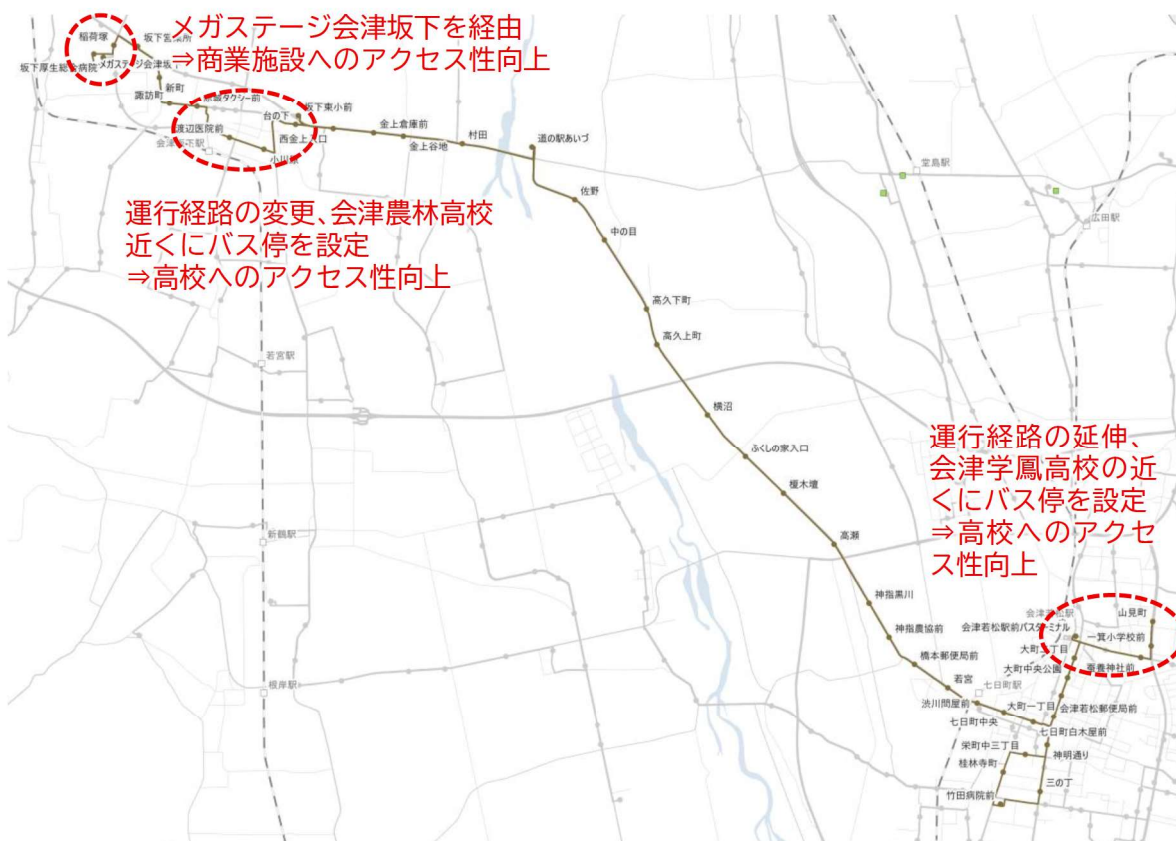 メガステージ会津坂下を経由
⇒商業施設へのアクセス性向上
稲荷塚
坂下営業所
坂下厚生総合病院
メガステージ会津坂下
新町
諏訪町
タクシー前
台の下
坂下東小前
渡辺医院前
西金上入口
小川原
金上倉庫前
金上谷地
村田
道の駅あいづ
佐野
中の目
堂島駅
広田駅
運行経路の変更、会津農林高校
近くにバス停を設定
⇒高校へのアクセス性向上
高久下町
高久上町
若宮駅
横沼
ふくしの家入口
榎木壇
高瀬
新鶴駅
運行経路の延伸、
会津学鳳高校の近
くにバス停を設定
⇒高校へのアクセ
ス性向上
神指黒川
神指農協前
橋本郵便局前
若宮
根岸駅
会津若松駅
山見町
会津若松駅前バスターミナル
一箕小学校前
大町二丁目
蚕養神社前
大町中央公園
七日町駅
渋川問屋前
大町一丁目
会津若松郵便局前
七日町中央
七日町白木屋前
栄町中三丁目
神明通り
桂林寺町
三の丁
竹田病院前